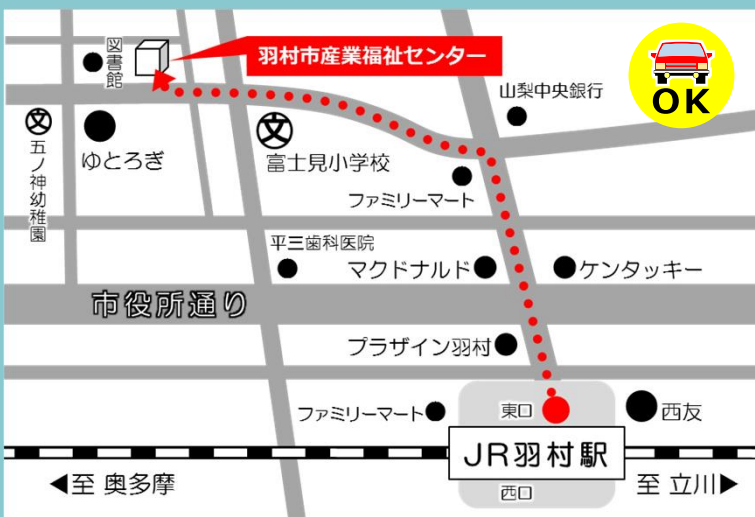 図書館
羽村市産業福祉センター
OK
山梨中央銀行
文
五ノ神幼稚園
ゆとろぎ
文
富士見小学校
ファミリーマート
平三歯科医院
マクドナルド
ケンタッキー
市役所通り
プラザイン羽村
ファミリーマート
東口
西友
JR羽村駅
◀至 奥多摩
西口
至 立川▶